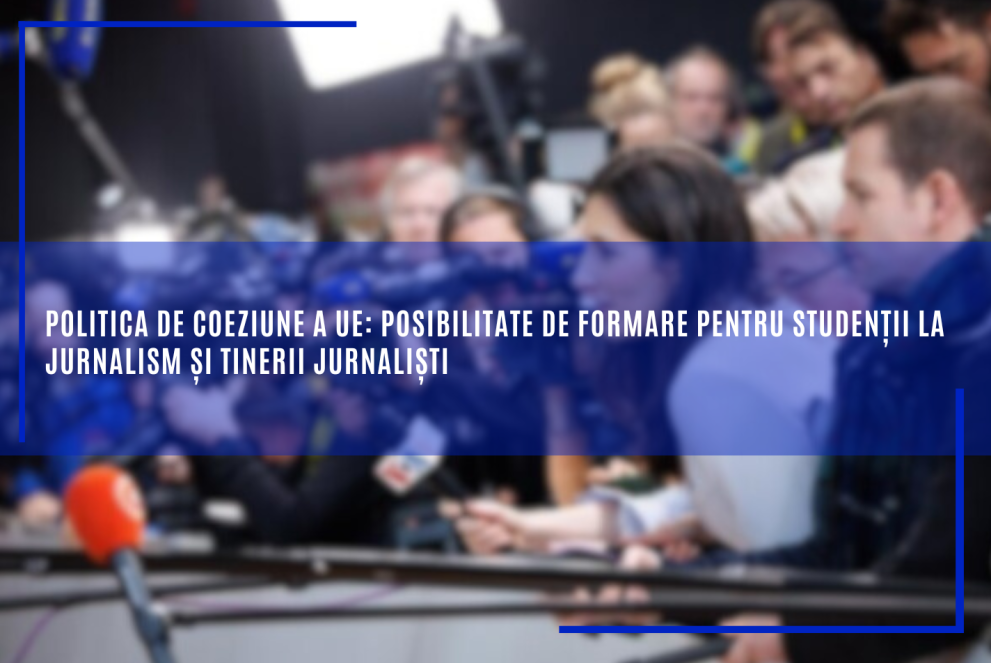 POLITICA DE COEZIUNE A UE: POSIBILITATE DE FORMARE PENTRU STUDENȚII LA
JURNALISM ȘI TINERII JURNALIȘTI